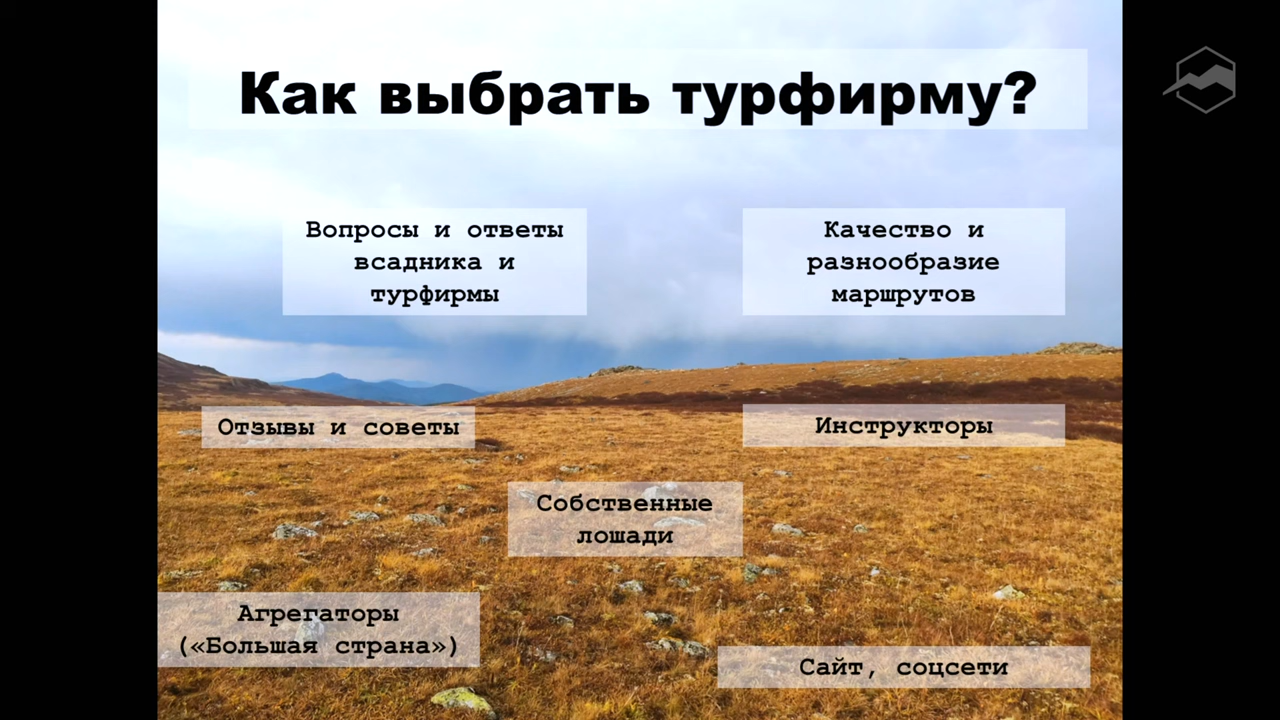 Как выбрать турфирму?
Вопросы и ответы
всадника и
турфирмы
Качество и
разнообразие
маршрутов
Отзывы и советы
Инструкторы
Собственные
лошади
Агрегаторы
(«Большая страна»)
Сайт, соцсети